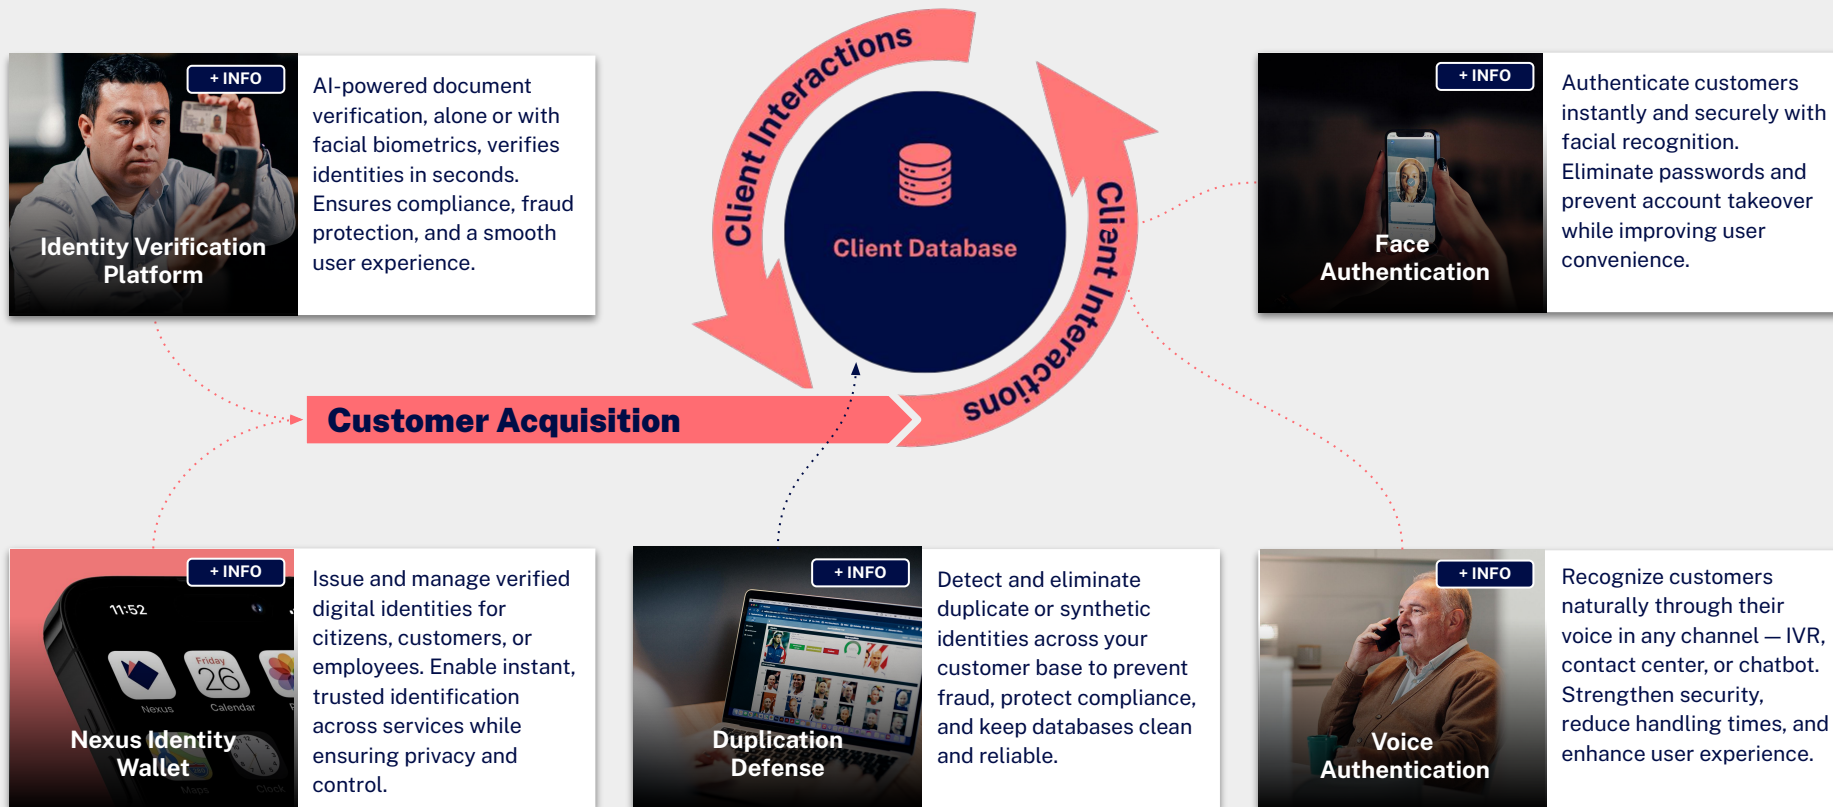 Client Interactions
Client Interactions
Client Database
Customer Acquisition
+ INFO
Identity Verification
Platform
AI-powered document
verification, alone or with
facial biometrics, verifies
identities in seconds.
Ensures compliance, fraud
protection, and a smooth
user experience.
+ INFO
Face
Authentication
Authenticate customers
instantly and securely with
facial recognition.
Eliminate passwords and
prevent account takeover
while improving user
convenience.
+ INFO
11:52
Friday
26
Nexus
Calendar
Maps
Clock
Nexus Identity
Wallet
Issue and manage verified
digital identities for
citizens, customers, or
employees. Enable instant,
trusted identification
across services while
ensuring privacy and
control.
+ INFO
Duplication
Defense
Detect and eliminate
duplicate or synthetic
identities across your
customer base to prevent
fraud, protect compliance,
and keep databases clean
and reliable.
+ INFO
Voice
Authentication
Recognize customers
naturally through their
voice in any channel — IVR,
contact center, or chatbot.
Strengthen security,
reduce handling times, and
enhance user experience.